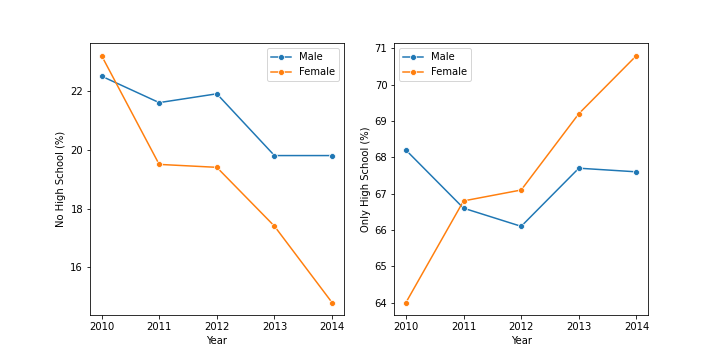 No High School (%)
22
20
18
16
2010 2011 2012 2013 2014
Year
Male
Female
Only High School (%)
71
70
69
68
67
66
65
64
2010 2011 2012 2013 2014
Year
Male
Female